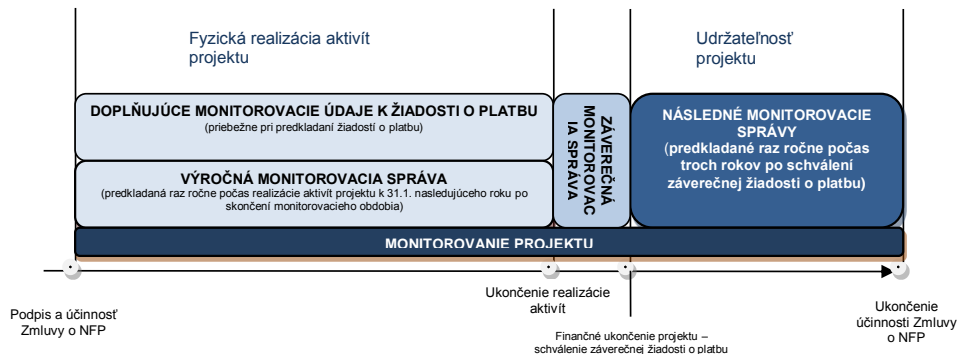 Fyzická realizácia aktivít
projektu
Udržateľnosť
projektu
DOPLŇUJÚCE MONITOROVACIE ÚDAJE K ŽIADOSTI O PLATBU
(priebežne pri predkladaní žiadostí o platbu)
VÝROČNÁ MONITOROVACIA SPRÁVA
(predkladaná raz ročne počas realizácie aktivít projektu k 31.1. nasledujúceho roku po
skončení monitorovacieho obdobia)
ZÁVEREČNÁ
MONITOROVAC
IA SPRÁVA
NÁSLEDNÉ MONITOROVACIE
SPRÁVY
(predkladané raz ročne počas
troch rokov po schválení
záverečnej žiadosti o platbu)
MONITOROVANIE PROJEKTU
Podpis a účinnosť
Zmluvy o NFP
Ukončenie realizácie
aktivít
Finančné ukončenie projektu –
schválenie záverečnej žiadosti o platbu
Ukončenie
účinnosti Zmluvy
o NFP